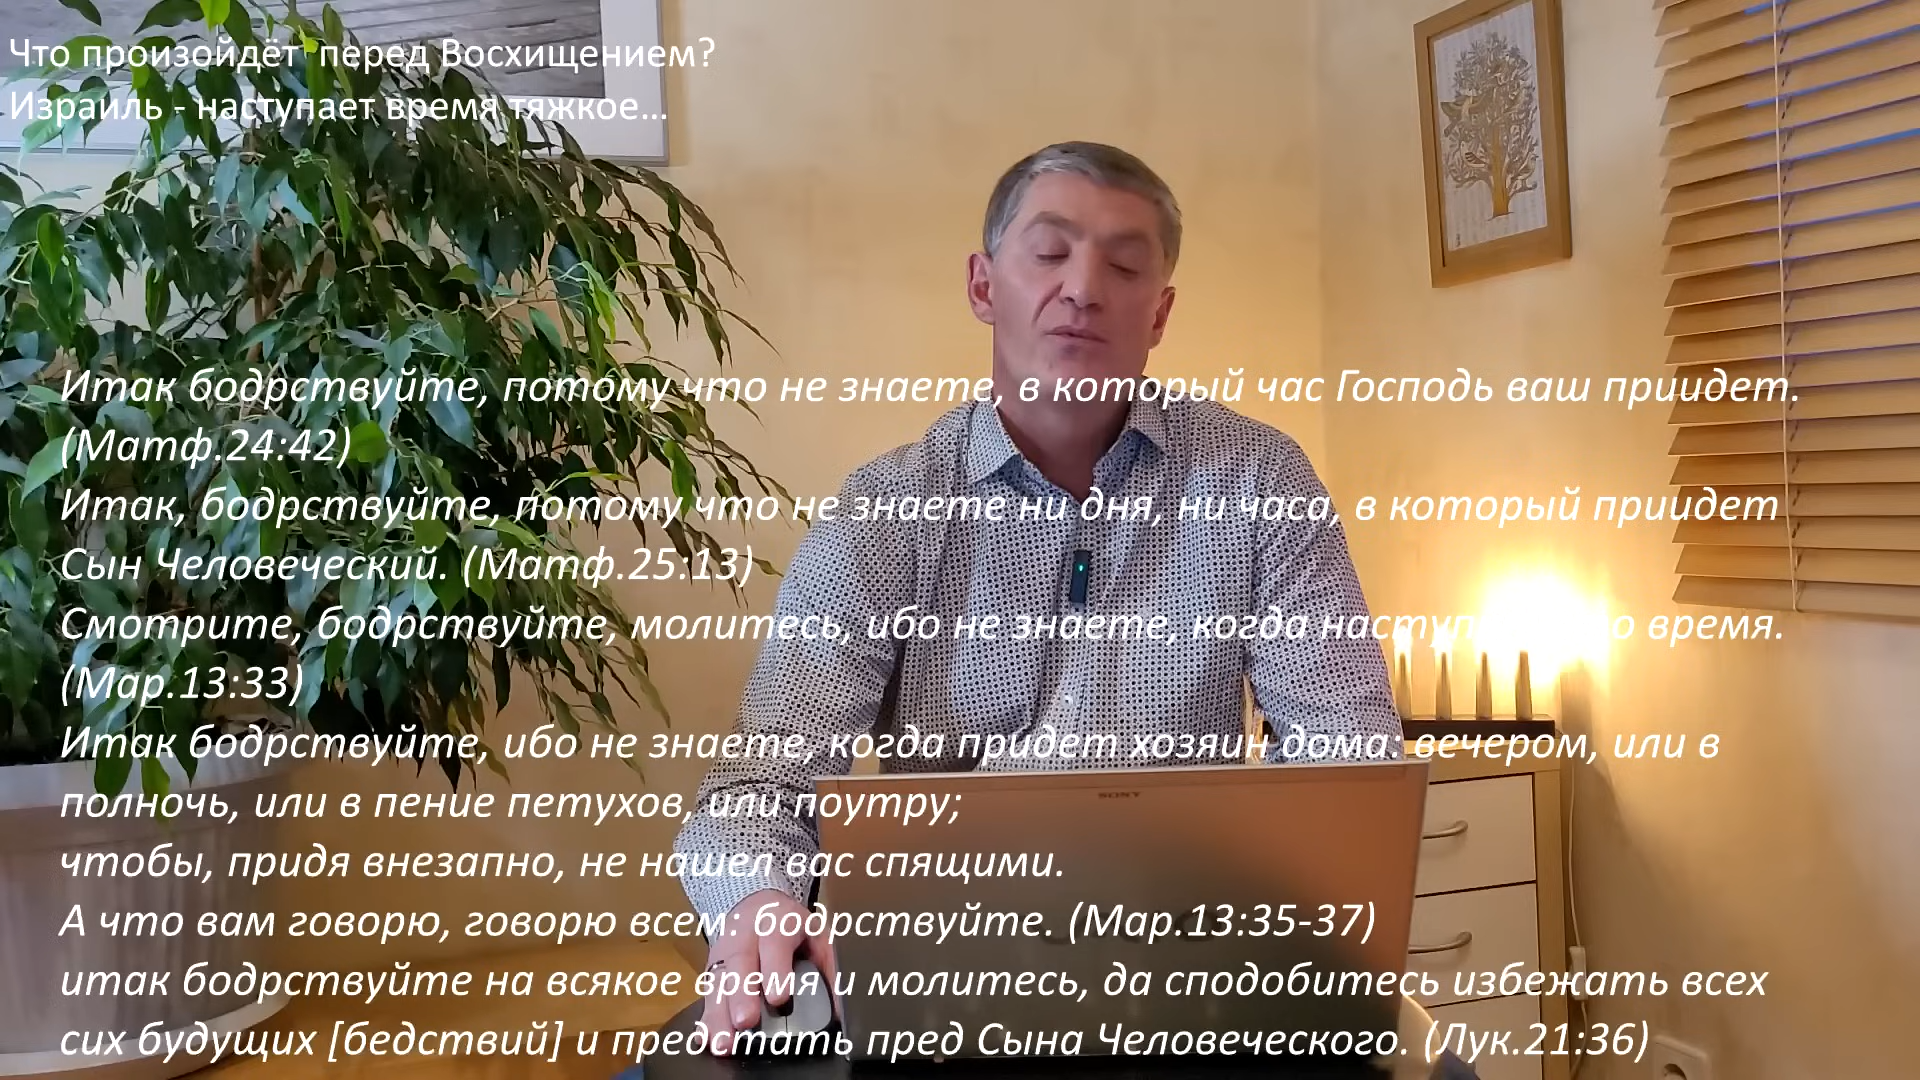 Что произойдёт перед Восхищением?
Израиль - наступает время тяжкое...
Итак бодрствуйте, потому что не знаете, в который час Господь ваш приидет.
(Матф.24:42)
Итак, бодрствуйте, потому что не знаете ни дня, ни часа, в который приидет
Сын Человеческий. (Матф.25:13)
Смотрите, бодрствуйте, молитесь, ибо не знаете, когда время.
(Мар.13:33)
Итак бодрствуйте, ибо не знаете, когда придет хозяин дома: вечером, или в
полночь, или в пение петухов, или поутру;
чтобы, придя внезапно, не нашел вас спящими.
А что вам говорю, говорю всем: бодрствуйте. (Мар.13:35-37)
итак бодрствуйте на всякое время и молитесь, да сподобитесь избежать всех
сих будущих [бедствий] и предстать пред Сына Человеческого. (Лук.21:36)
SONY